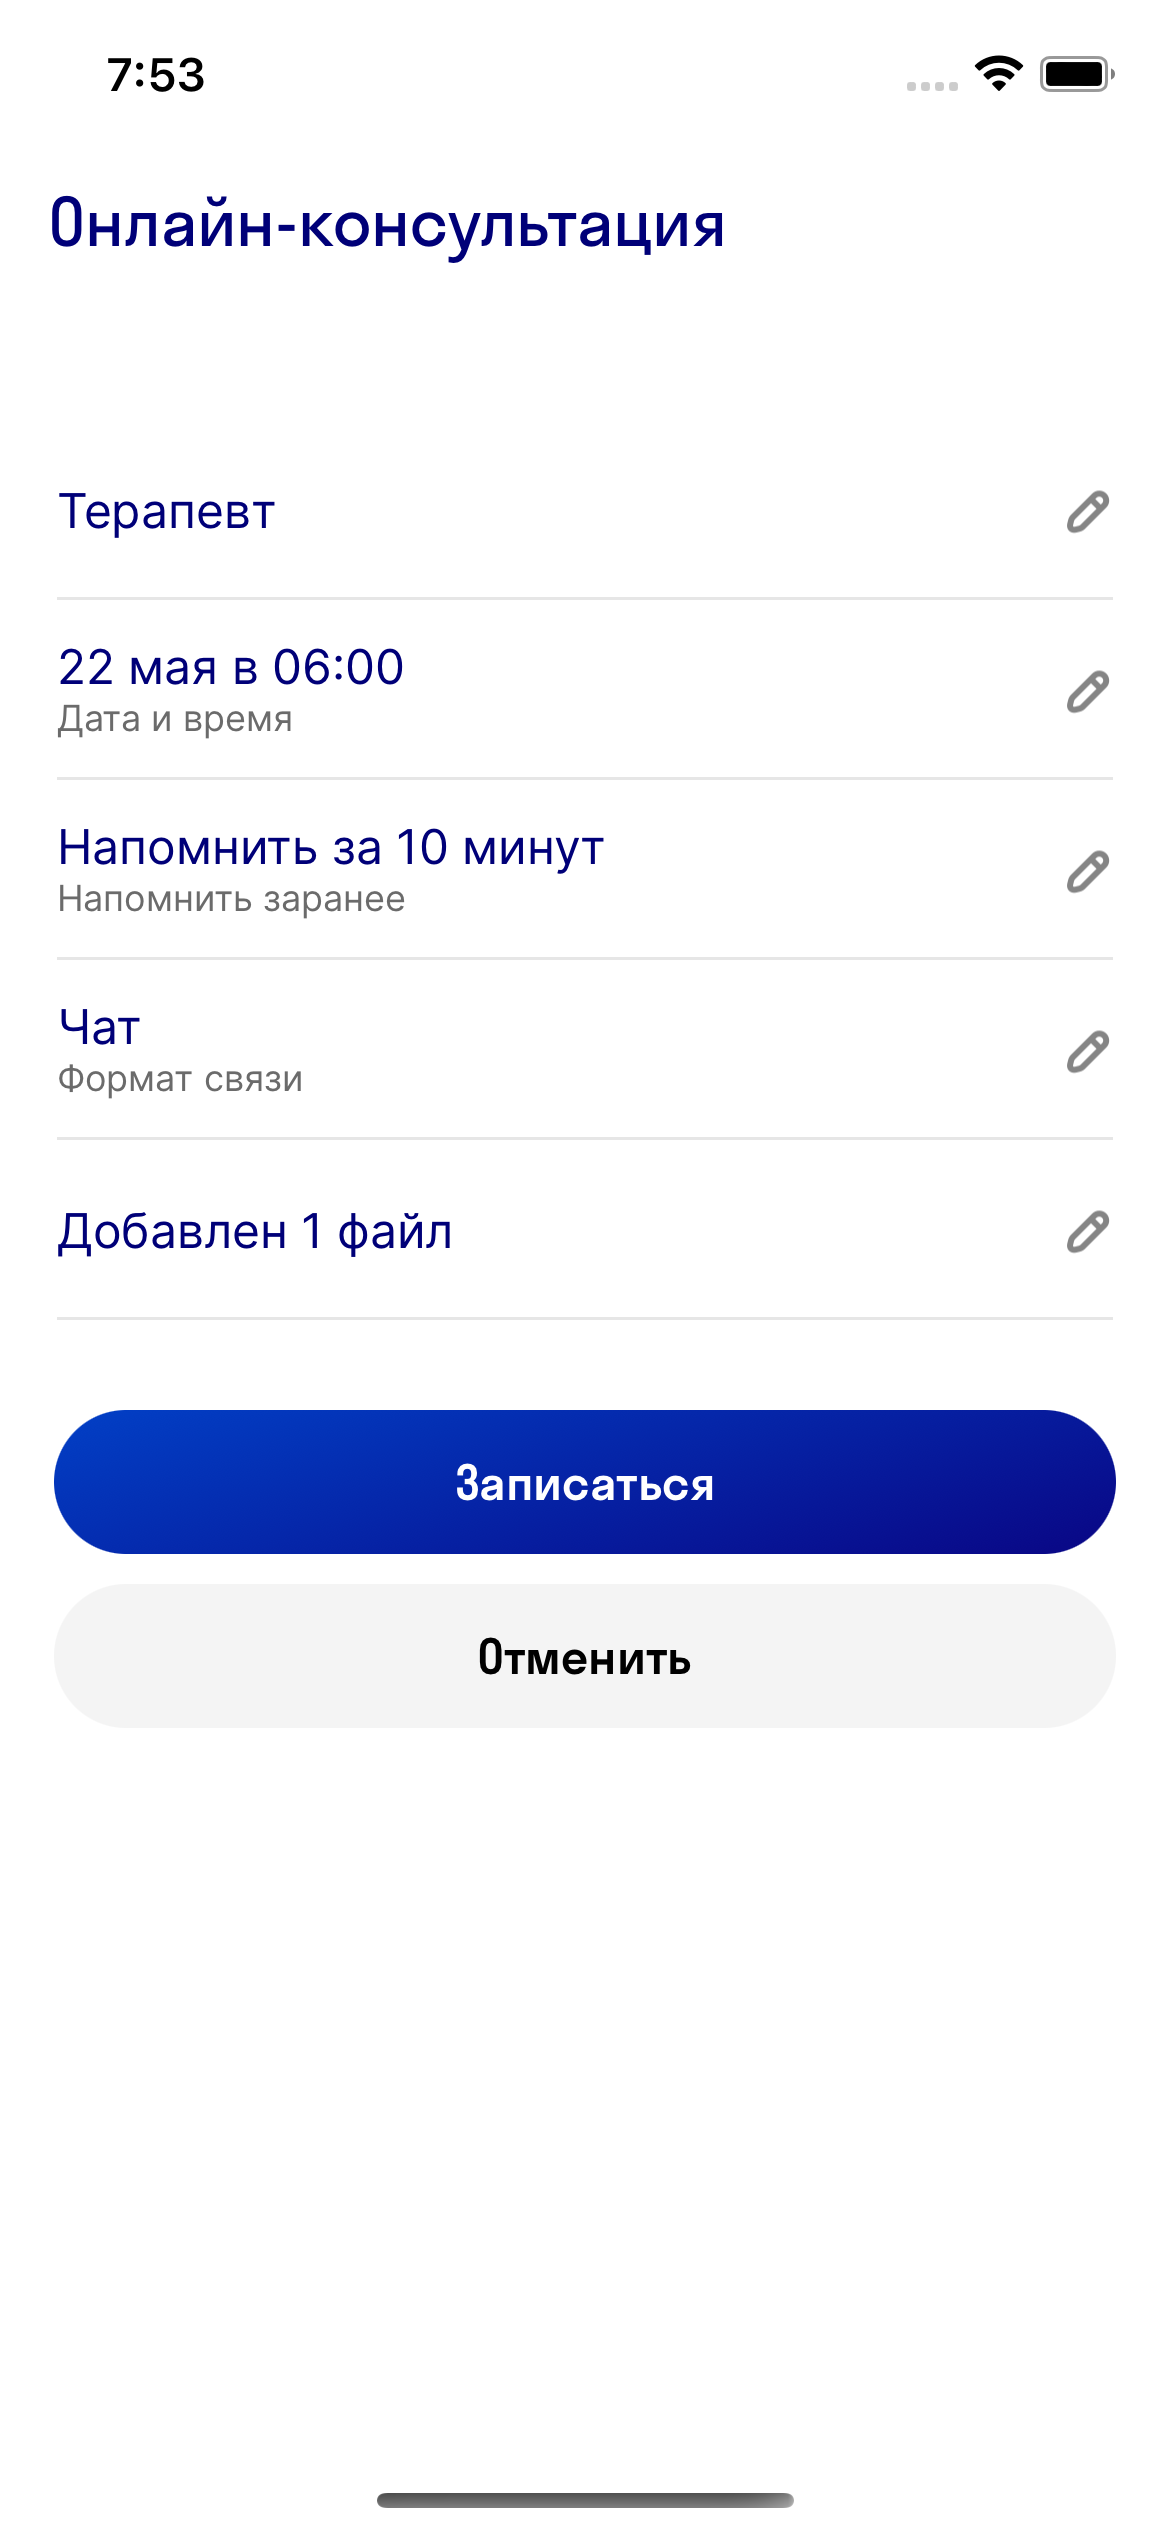 7:53
Онлайн-консультация
Терапевт
22 мая в 06:00
Дата и время
Напомнить за 10 минут
Напомнить заранее
Чат
Формат связи
Добавлен 1 файл
Записаться
Отменить